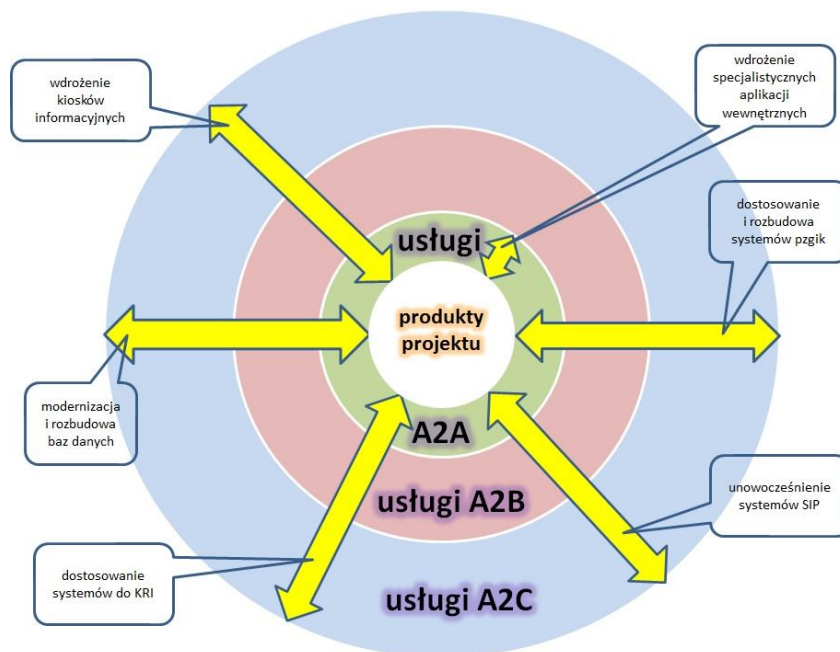 wdrożenie
kiosków
informacyjnych
wdrożenie
specjalistycznych
aplikacji
wewnętrznych
dostosowanie
i rozbudowa
systemów pzgik
usługi
produkty
projektu
modernizacja
i rozbudowa
baz danych
A2A
usługi A2B
unowocześnienie
systemów SIP
dostosowanie
systemów do KRI
usługi A2C